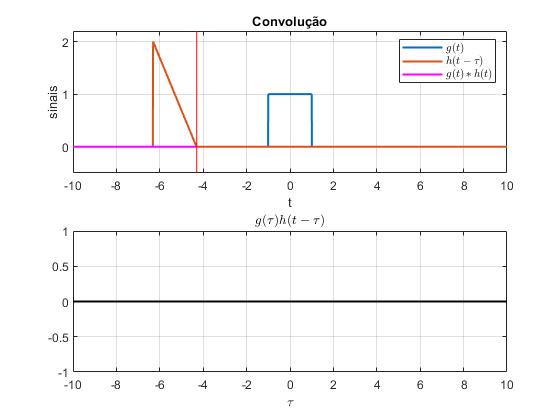 Convolução
2
1
0
sinais
g(t)
h(t − τ)
g(t) ∗ h(t)
-10 -8 -6 -4 -2 0 2 4 6 8 10
t
g(τ)h(t − τ)
1
0.5
0
-0.5
-1
-10 -8 -6 -4 -2 0 2 4 6 8 10
τ